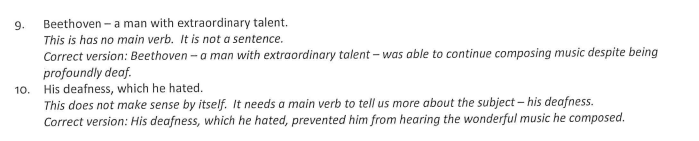 9. Beethoven – a man with extraordinary talent.
This is has no main verb. It is not a sentence.
Correct version: Beethoven – a man with extraordinary talent – was able to continue composing music despite being
profoundly deaf.
10. His deafness, which he hated.
This does not make sense by itself. It needs a main verb to tell us more about the subject – his deafness.
Correct version: His deafness, which he hated, prevented him from hearing the wonderful music he composed.